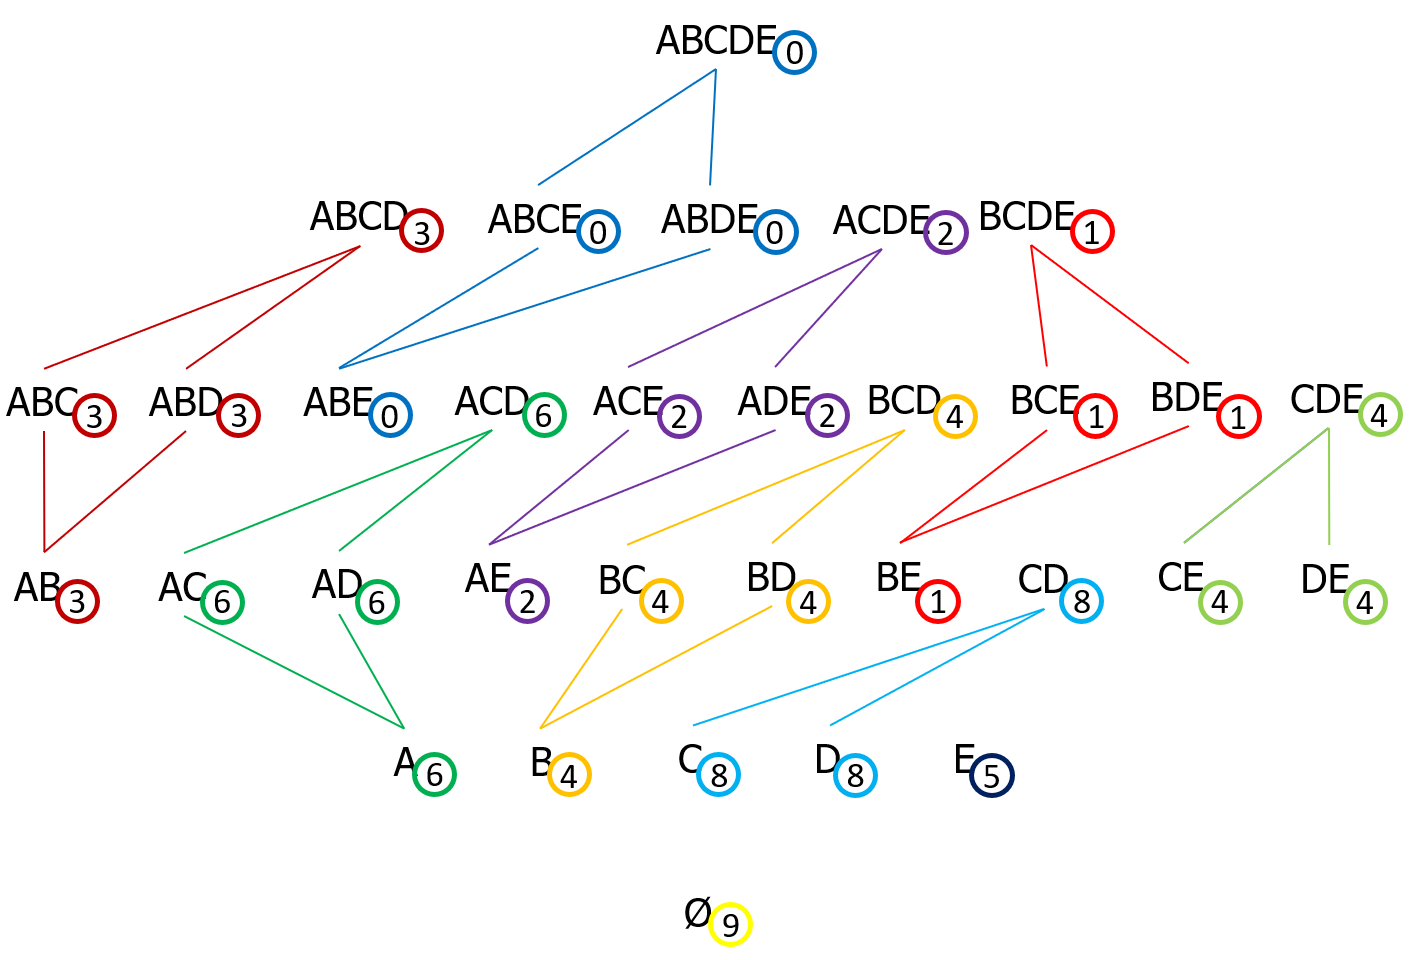 ABCDE 0
ABCD 3 ABCE 0 ABDE 0 ACDE 2 BCDE 1
ABC 3 ABD 3 ABE 0 ACD 6 ACE 2 ADE 2 BCD 4 BCE 1 BDE 1 CDE 4
AB 3 AC 6 AD 6 AE 2 BC 4 BD 4 BE 1 CD 8 CE 4 DE 4
A 6 B 4 C 8 D 8 E 5
Ø 9